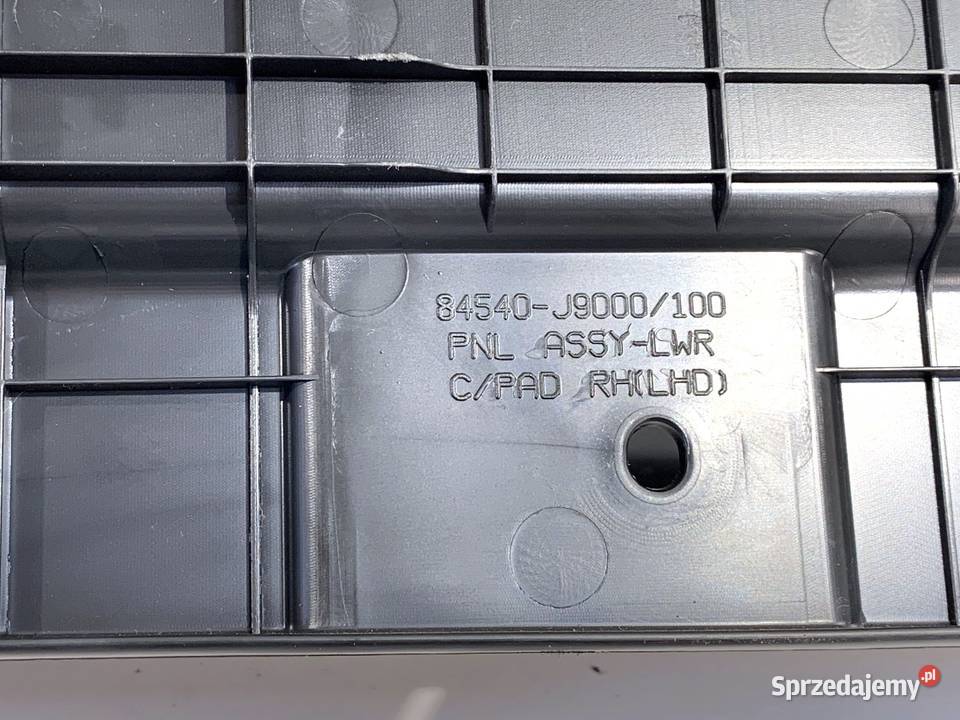 84540-J9000/100
PNL ASSY-LWR
C/PAD RH(LHD)
Sprzedajemy.pl